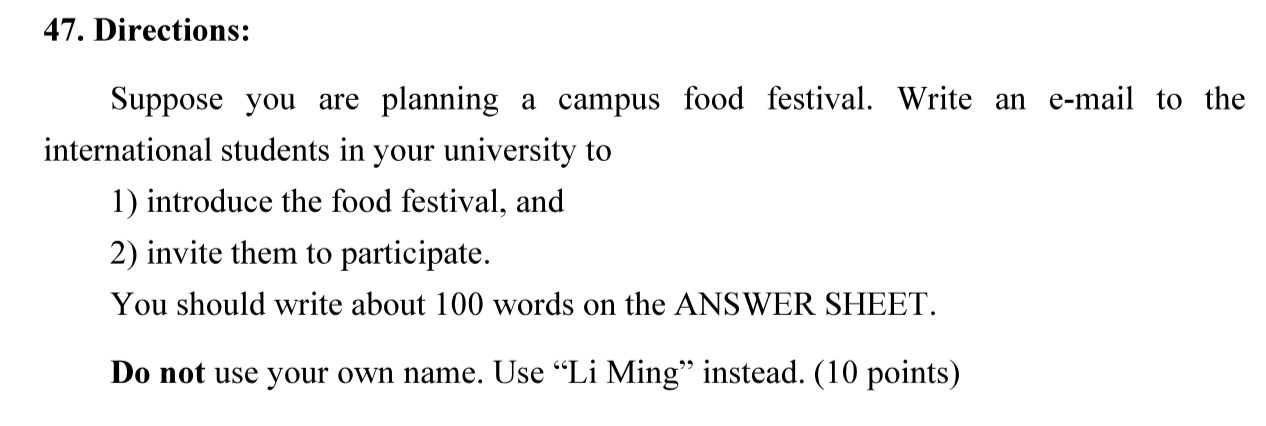 47. Directions:
Suppose you are planning a campus food festival. Write an e-mail to the
international students in your university to
1) introduce the food festival, and
2) invite them to participate.
You should write about 100 words on the ANSWER SHEET.
Do not use your own name. Use “Li Ming” instead. (10 points)